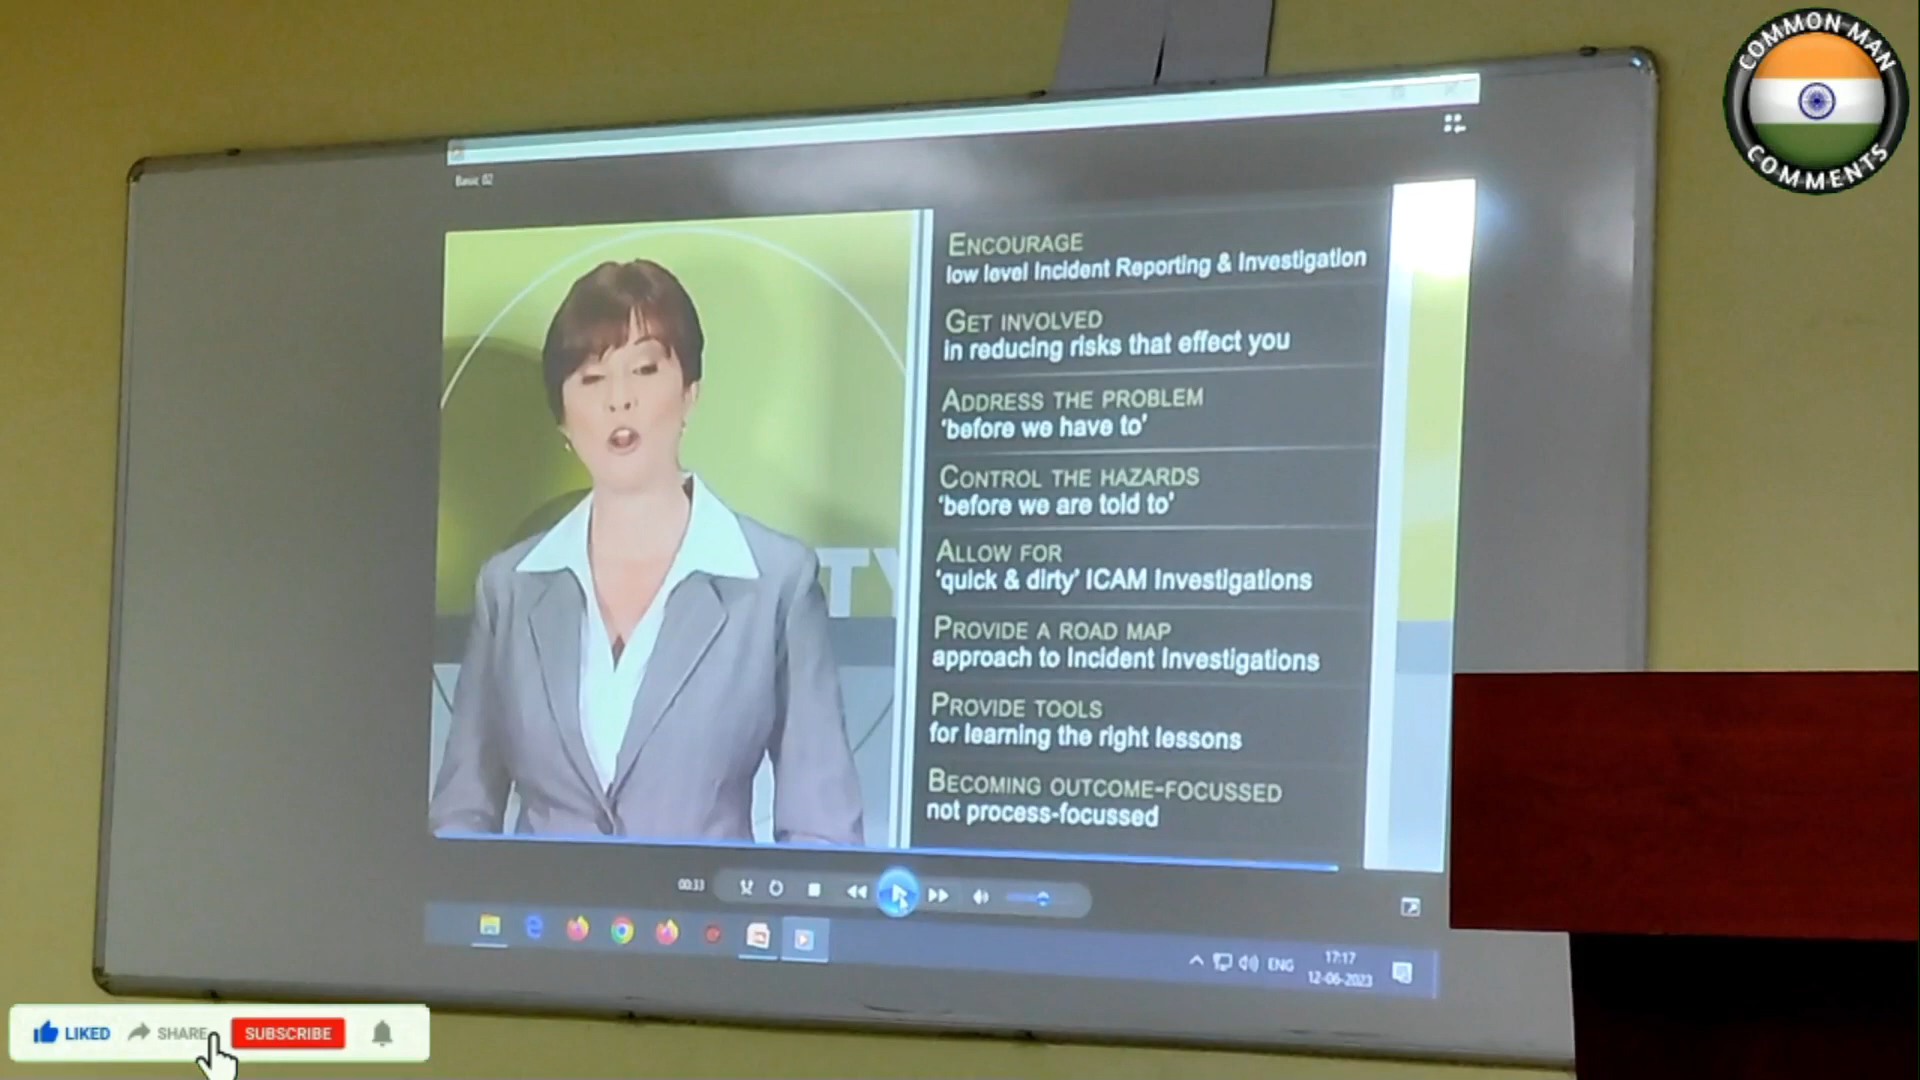 COMMON MAN
COMMENTS
Basic 02
ENCOURAGE
low level Incident Reporting & Investigation
GET INVOLVED
in reducing risks that effect you
ADDRESS THE PROBLEM
'before we have to'
CONTROL THE HAZARDS
'before we are told to'
ALLOW FOR
'quick & dirty' ICAM Investigations
PROVIDE A ROAD MAP
approach to Incident Investigations
PROVIDE TOOLS
for learning the right lessons
BECOMING OUTCOME-FOCUSSED
not process-focussed
TY
00:33
ENG
17:17
12-06-2023
LIKED SHARE SUBSCRIBE